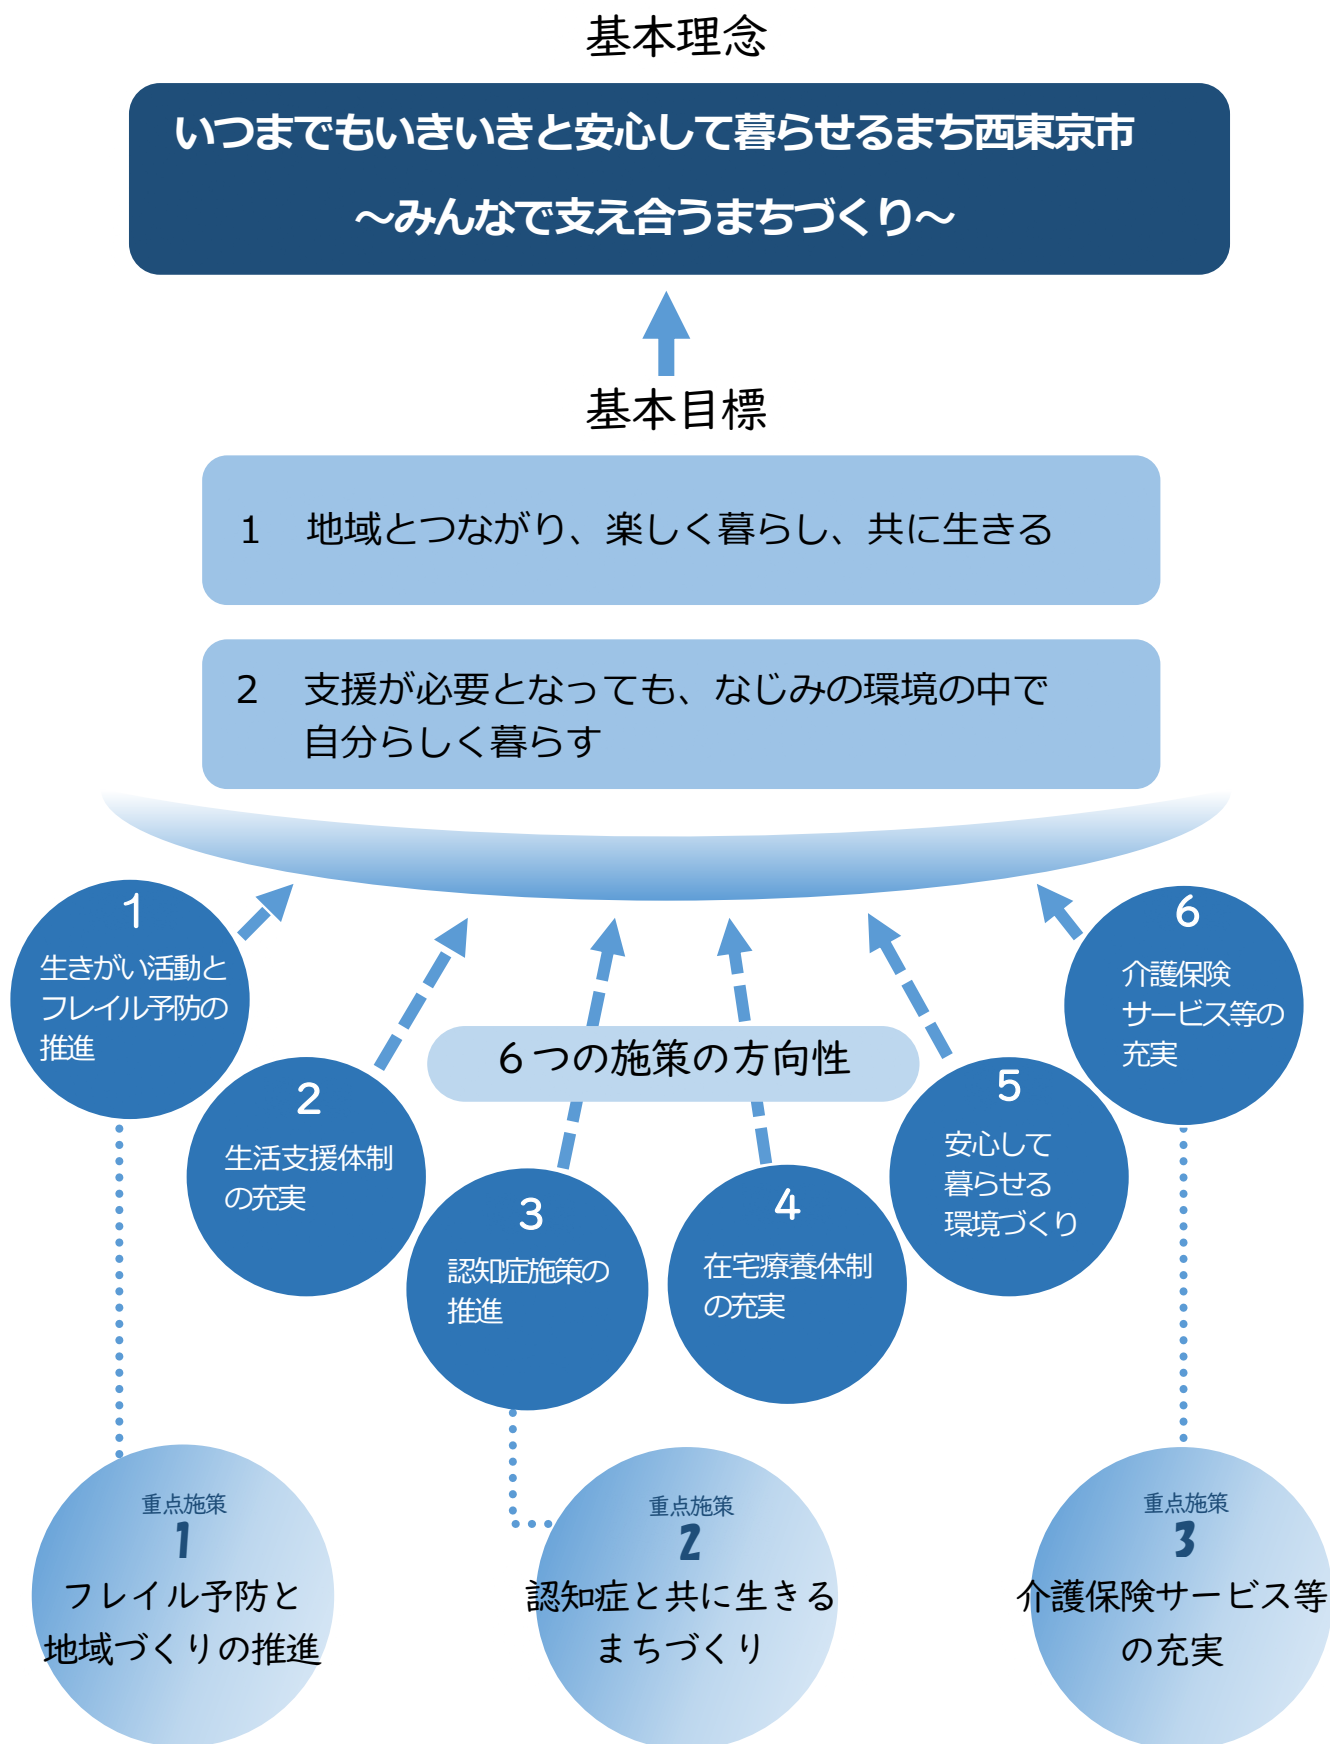 基本理念
いつまでもいきいきと安心して暮らせるまち西東京市
～みんなで支え合うまちづくり～
基本目標
1　地域とつながり、楽しく暮らし、共に生きる
2　支援が必要となっても、なじみの環境の中で
自分らしく暮らす
1
生きがい活動と
フレイル予防の
推進
2
生活支援体制
の充実
3
認知症施策の
推進
6つの施策の方向性
4
在宅療養体制
の充実
5
安心して
暮らせる
環境づくり
6
介護保険
サービス等の
充実
重点施策
1
フレイル予防と
地域づくりの推進
重点施策
2
認知症と共に生きる
まちづくり
重点施策
3
介護保険サービス等
の充実